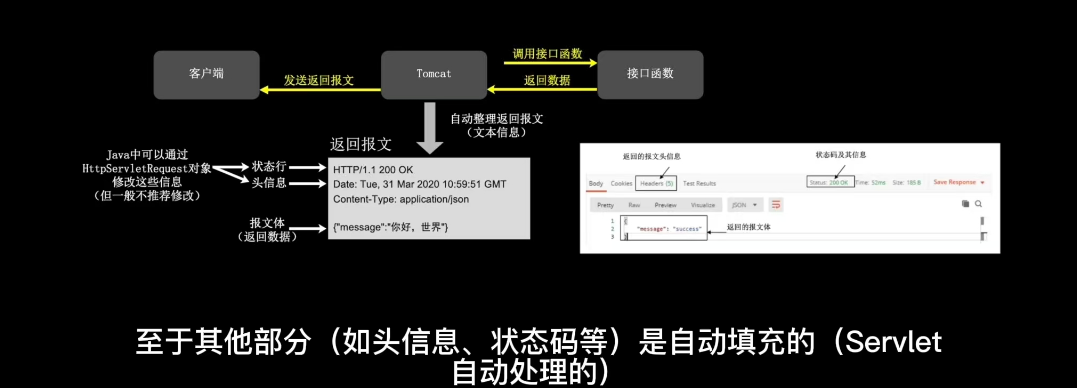 调用接口函数
客户端
Tomcat
接口函数
发送返回报文
返回数据
自动整理返回报文
（文本信息）
返回报文
Java中可以通过
HttpServletRequest对象
修改这些信息
（但一般不推荐修改）
状态行
头信息
HTTP/1.1 200 OK
Date: Tue, 31 Mar 2020 10:59:51 GMT
Content-Type: application/json
报文体
（返回数据）
{"message":"你好，世界"}
返回的报文头信息
状态码及其信息
Body Cookies Headers (5) Test Results
Status: 200 OK Time: 52ms Size: 185 B Save Response
Pretty Raw Preview Visualize JSON
1 {
2 "message": "success"
3 }
返回的报文体
至于其他部分（如头信息、状态码等）是自动填充的（Servlet
自动处理的）